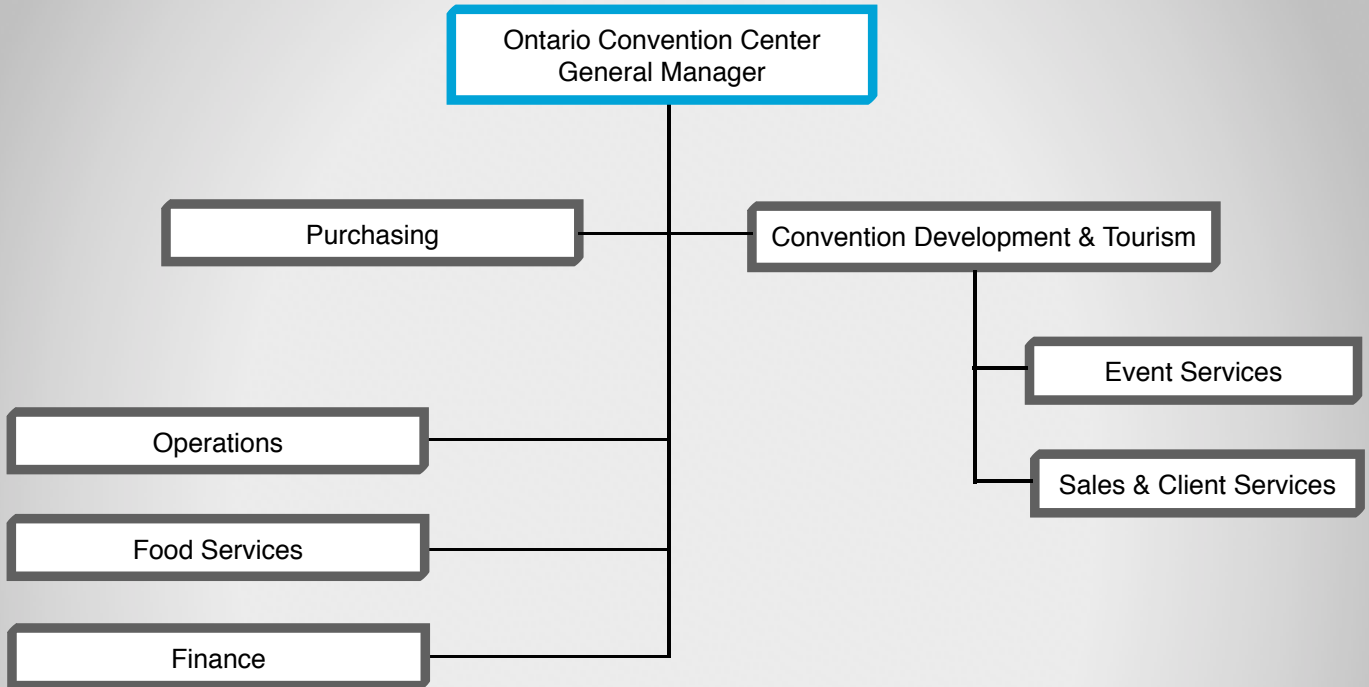 Ontario Convention Center
General Manager
Purchasing
Convention Development & Tourism
Event Services
Operations
Sales & Client Services
Food Services
Finance